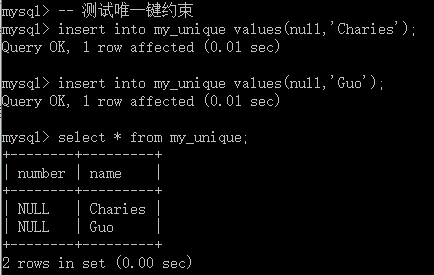 mysql> -- 测试唯一键约束
mysql> insert into my_unique values(null,'Charies');
Query OK, 1 row affected (0.01 sec)
mysql> insert into my_unique values(null,'Guo');
Query OK, 1 row affected (0.01 sec)
mysql> select * from my_unique;
+--------+---------+
| number | name    |
+--------+---------+
| NULL   | Charies |
| NULL   | Guo     |
+--------+---------+
2 rows in set (0.00 sec)